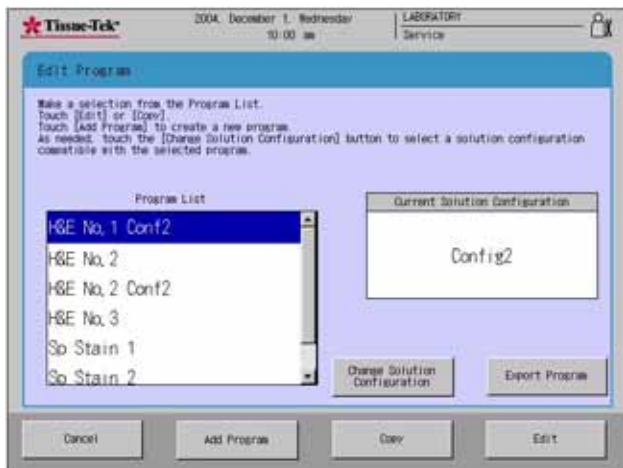 Tissue-Tek
2004. December 1. Wednesday
10:00 am
LABORATORY
Service
Edit Program
Make a selection from the Program List.
Touch [Edit] or [Copy].
Touch [Add Program] to create a new program.
As needed, touch the [Change Solution Configuration] button to select a solution configuration
compatible with the selected program.
Program List
H&E No.1 Conf2
H&E No.2
H&E No.2 Conf2
H&E No.3
Sp Stain 1
Sp Stain 2
Current Solution Configuration
Config2
Change Solution
Configuration
Export Program
Cancel
Add Program
Copy
Edit